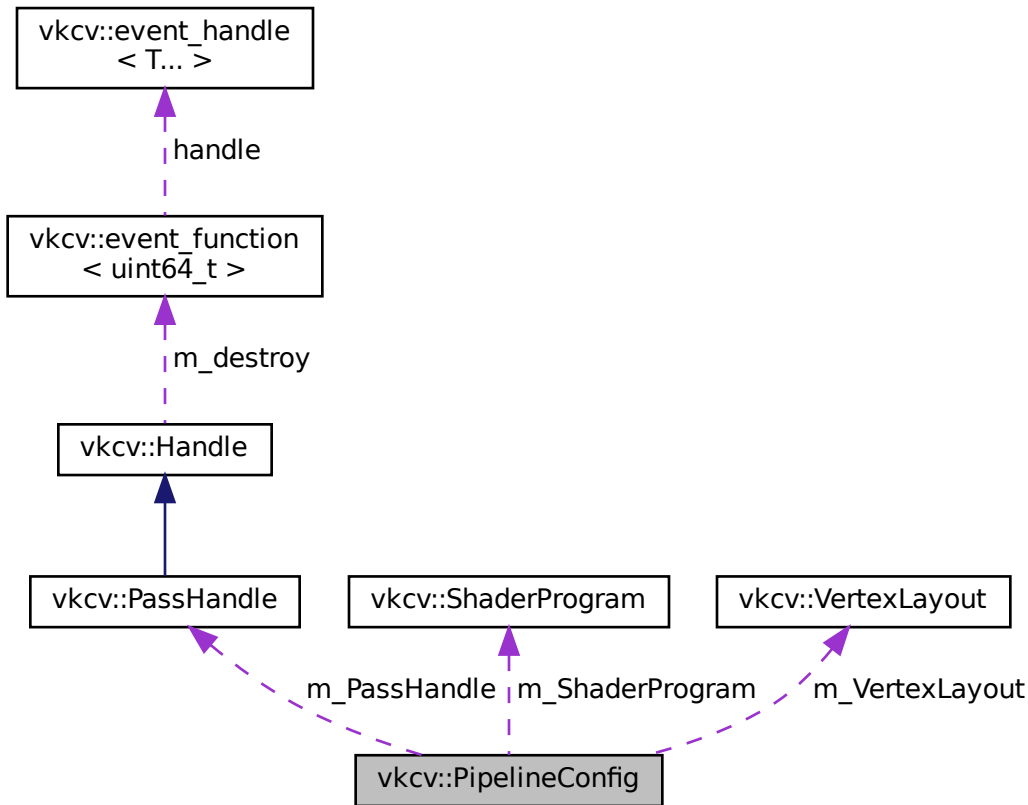 vkcv::event_handle
< T... >
handle
vkcv::event_function
< uint64_t >
m_destroy
vkcv::Handle
vkcv::PassHandle
vkcv::ShaderProgram
vkcv::VertexLayout
m_PassHandle
m_ShaderProgram
m_VertexLayout
vkcv::PipelineConfig